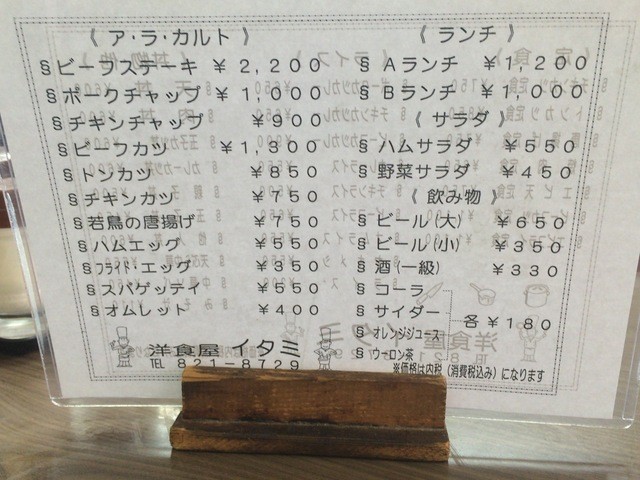 《 ア・ラ・カルト 》
§ ビーフステーキ ¥2,200
§ ポークチャップ ¥1,000
§ チキンチャップ ¥900
§ ビーフカツ ¥1,300
§ トンカツ ¥850
§ チキンカツ ¥750
§ 若鳥の唐揚げ ¥750
§ ハムエッグ ¥550
§ フライド・エッグ ¥350
§ スパゲッティ ¥550
§ オムレット ¥400
洋食屋 イタミ
TEL 821-8729
《 ランチ 》
§ Aランチ ¥1,200
§ Bランチ ¥1,000
《 サラダ 》
§ ハムサラダ ¥550
§ 野菜サラダ ¥450
《 飲み物 》
§ ビール(大) ¥650
§ ビール(小) ¥350
§ 酒(一級) ¥330
§ コーラ
§ サイダー
各¥180
§ オレンジジュース
§ ウーロン茶
※価格は内税(消費税込み)になります